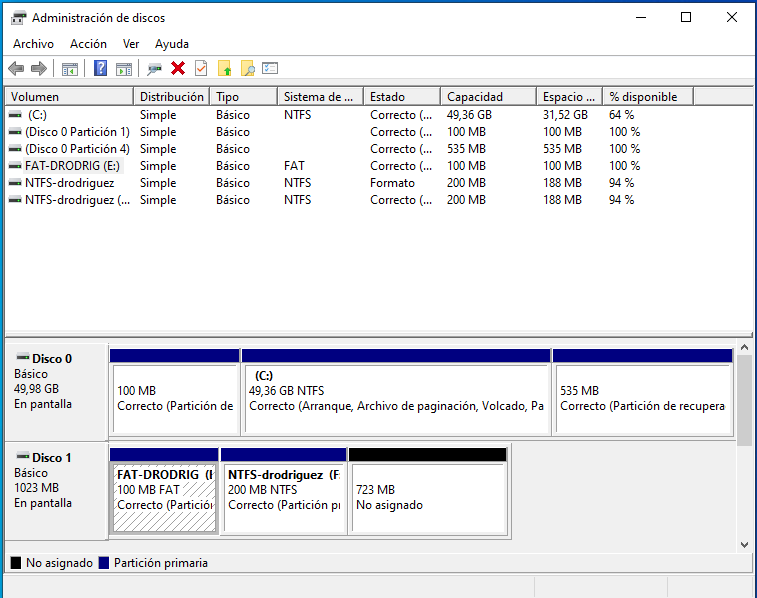 Administración de discos
Archivo Acción Ver Ayuda
Volumen Distribución Tipo Sistema de ... Estado Capacidad Espacio ... % disponible
(C:) Simple Básico NTFS Correcto (... 49,36 GB 31,52 GB 64 %
(Disco 0 Partición 1) Simple Básico Correcto (... 100 MB 100 MB 100 %
(Disco 0 Partición 4) Simple Básico Correcto (... 535 MB 535 MB 100 %
FAT-DRODRIG (E:) Simple Básico FAT Correcto (... 100 MB 100 MB 100 %
NTFS-drodriguez Simple Básico NTFS Formato 200 MB 188 MB 94 %
NTFS-drodriguez (... Simple Básico NTFS Correcto (... 200 MB 188 MB 94 %
Disco 0
Básico
49,98 GB
En pantalla
100 MB
Correcto (Partición de
(C:)
49,36 GB NTFS
Correcto (Arranque, Archivo de paginación, Volcado, Pa
535 MB
Correcto (Partición de recupera
Disco 1
Básico
1023 MB
En pantalla
FAT-DRODRIG (
100 MB FAT
Correcto (Partición
NTFS-drodriguez (F
200 MB NTFS
Correcto (Partición pr
723 MB
No asignado
No asignado Partición primaria